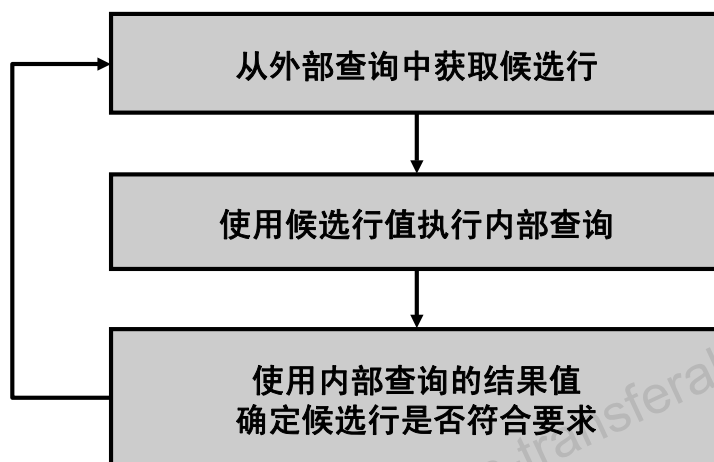 从外部查询中获取候选行
使用候选行值执行内部查询
使用内部查询的结果值
确定候选行是否符合要求